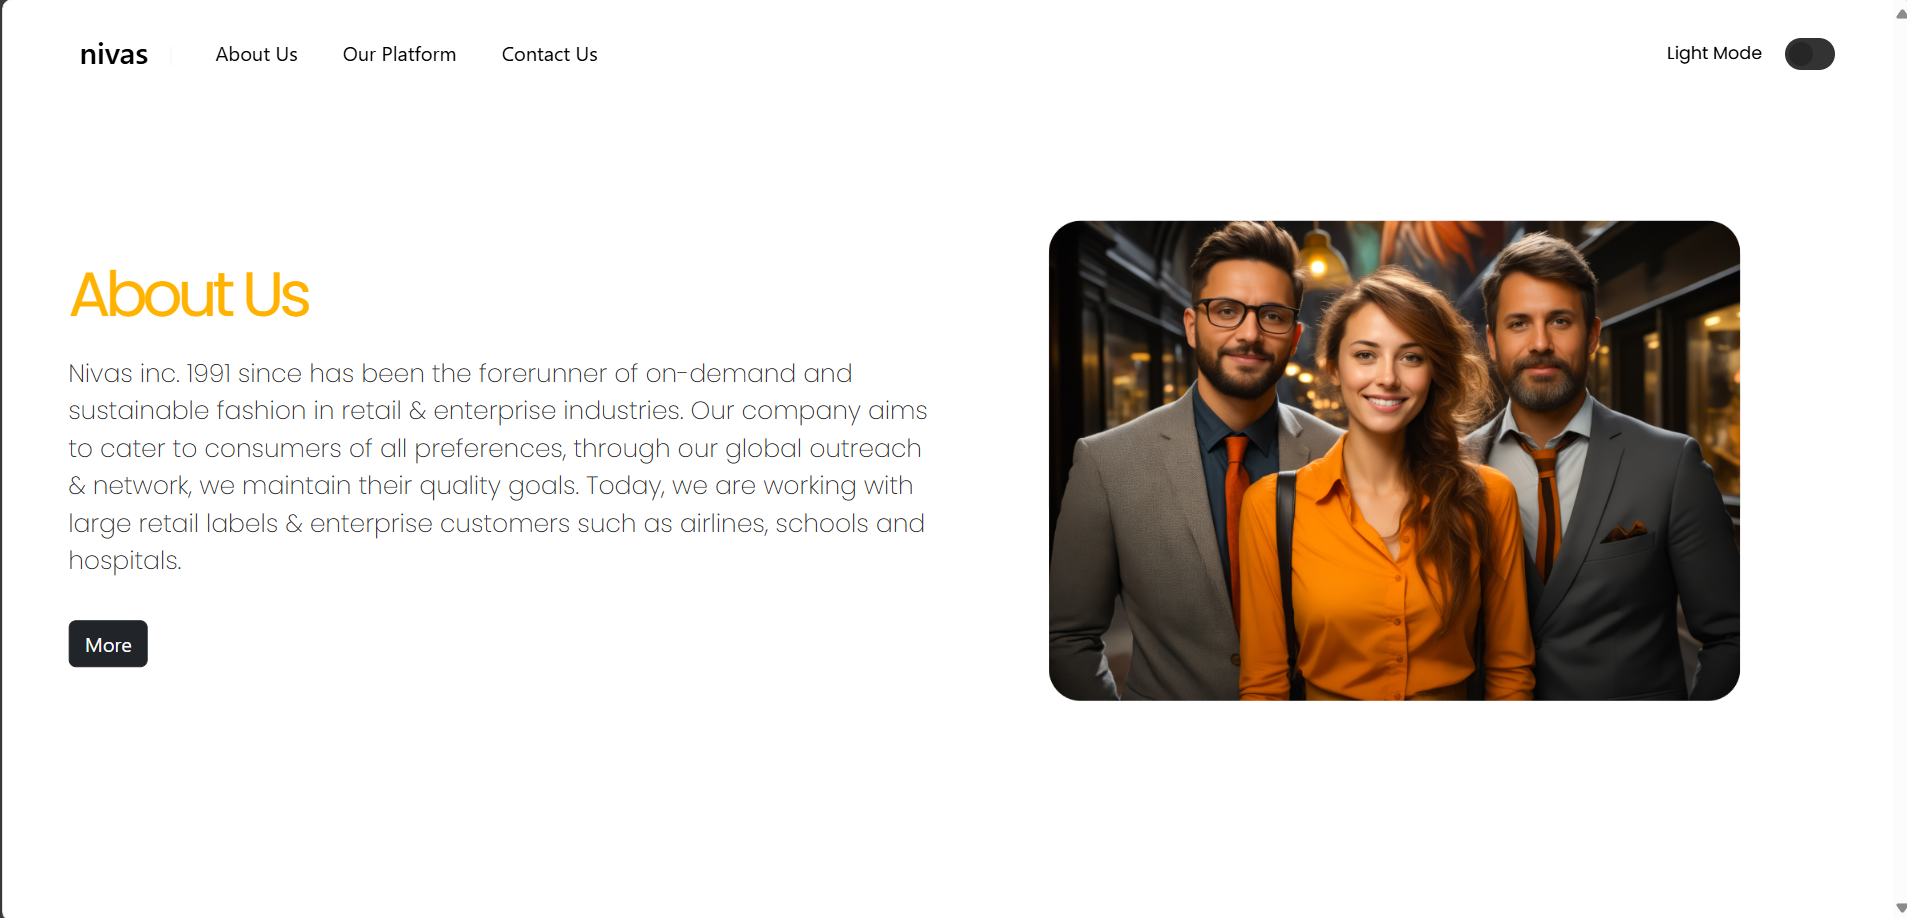 nivas
About Us
Our Platform
Contact Us
Light Mode
About Us
Nivas inc. 1991 since has been the forerunner of on-demand and
sustainable fashion in retail & enterprise industries. Our company aims
to cater to consumers of all preferences, through our global outreach
& network, we maintain their quality goals. Today, we are working with
large retail labels & enterprise customers such as airlines, schools and
hospitals.
More